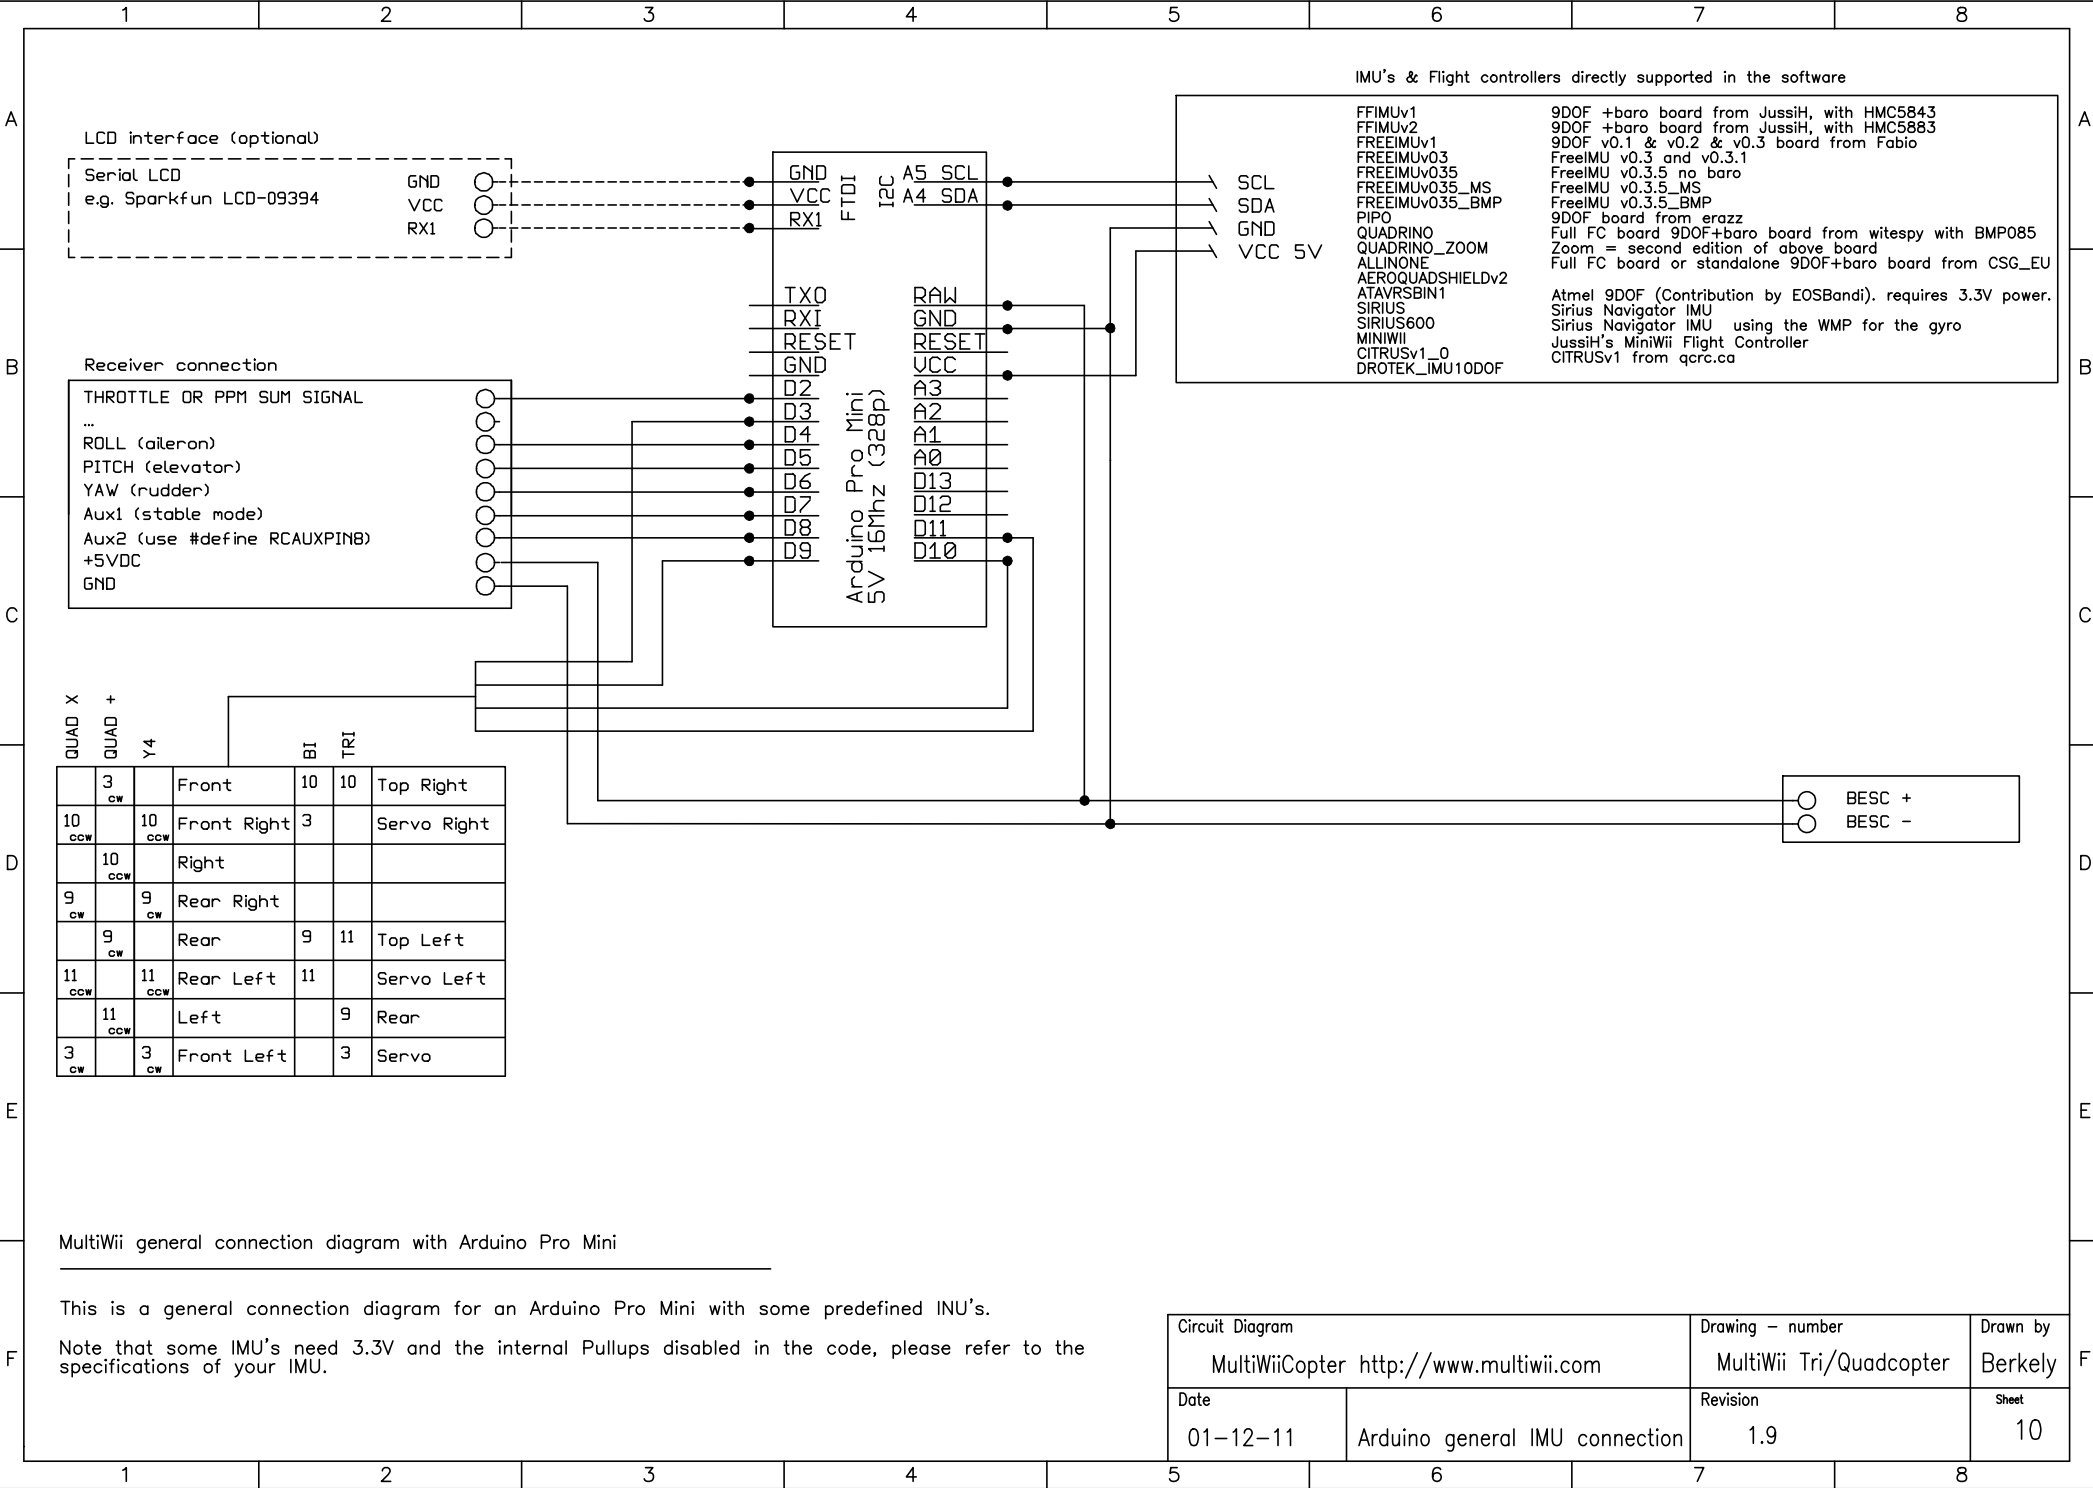 1 2 3 4 5 6 7 8
A A
B B
C C
D D
E E
F F
LCD interface (optional)
Serial LCD
e.g. Sparkfun LCD-09394
GND
VCC
RX1
Receiver connection
THROTTLE OR PPM SUM SIGNAL
...
ROLL (aileron)
PITCH (elevator)
YAW (rudder)
Aux1 (stable mode)
Aux2 (use #define RCAUXPIN8)
+5VDC
GND
GND
VCC
RX1
FTDI
I2C
A5 SCL
A4 SDA
TXO
RXI
RESET
GND
D2
D3
D4
D5
D6
D7
D8
D9
RAW
GND
RESET
VCC
A3
A2
A1
A0
D13
D12
D11
D10
Arduino Pro Mini
5V 16Mhz (328p)
IMU's & Flight controllers directly supported in the software
SCL
SDA
GND
VCC 5V
FFIMUv1 9DOF +baro board from JussiH, with HMC5843
FFIMUv2 9DOF +baro board from JussiH, with HMC5883
FREEIMUv1 9DOF v0.1 & v0.2 & v0.3 board from Fabio
FREEIMUv03 FreeIMU v0.3 and v0.3.1
FREEIMUv035 FreeIMU v0.3.5 no baro
FREEIMUv035_MS FreeIMU v0.3.5_MS
FREEIMUv035_BMP FreeIMU v0.3.5_BMP
PIPO 9DOF board from erazz
QUADRINO Full FC board 9DOF+baro board from witespy with BMP085
QUADRINO_ZOOM Zoom = second edition of above board
ALLINONE Full FC board or standalone 9DOF+baro board from CSG_EU
AEROQUADSHIELDv2
ATAVRSBIN1 Atmel 9DOF (Contribution by EOSBandi). requires 3.3V power.
SIRIUS Sirius Navigator IMU
SIRIUS600 Sirius Navigator IMU using the WMP for the gyro
MINIWII JussiH's MiniWii Flight Controller
CITRUSv1_0 CITRUSv1 from qcrc.ca
DROTEK_IMU10DOF
BESC +
BESC -
QUAD X QUAD + Y4 BI TRI
3 CW Front 10 10 Top Right
10 CCW 10 CCW Front Right 3 Servo Right
10 CCW Right
9 CW 9 CW Rear Right
9 CW Rear 9 11 Top Left
11 CCW 11 CCW Rear Left 11 Servo Left
11 CCW Left 9 Rear
3 CW 3 CW Front Left 3 Servo
MultiWii general connection diagram with Arduino Pro Mini
This is a general connection diagram for an Arduino Pro Mini with some predefined INU's.
Note that some IMU's need 3.3V and the internal Pullups disabled in the code, please refer to the
specifications of your IMU.
Circuit Diagram
MultiWiiCopter http://www.multiwii.com
Drawing - number
MultiWii Tri/Quadcopter
Drawn by
Berkely
Date
01-12-11
Arduino general IMU connection
Revision
1.9
Sheet
10
1 2 3 4 5 6 7 8